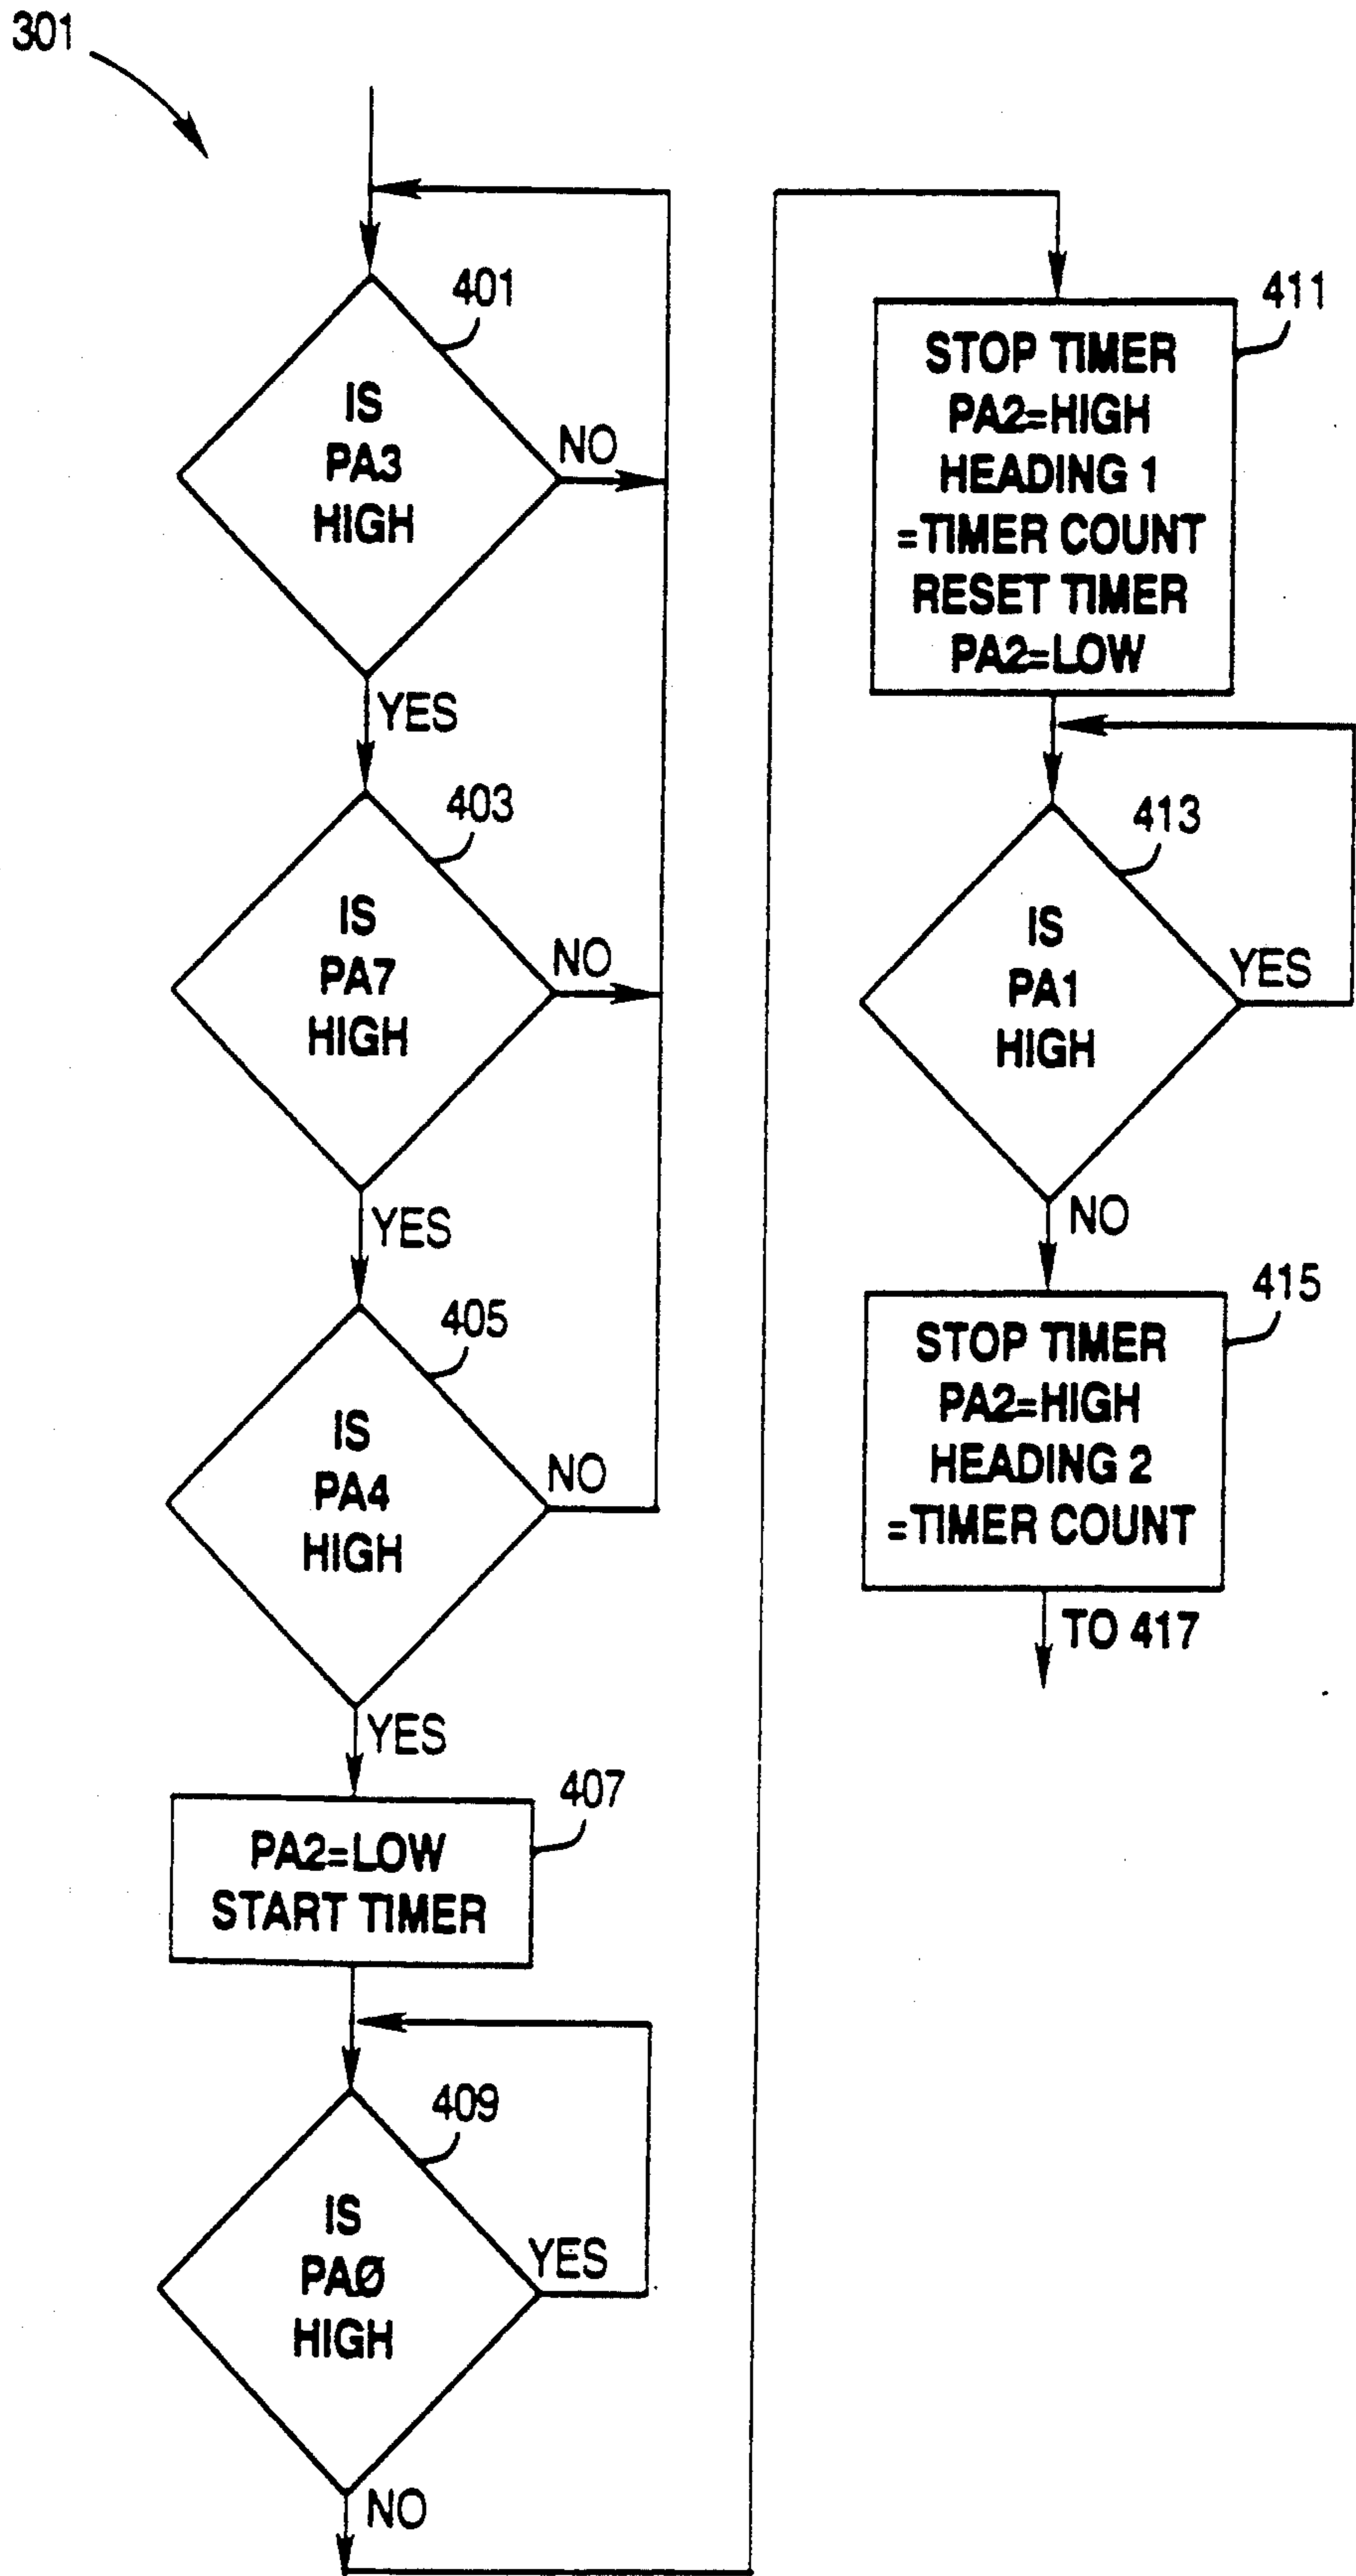 301
401
IS
PA3
HIGH
NO
YES
403
IS
PA7
HIGH
NO
YES
405
IS
PA4
HIGH
NO
YES
407
PA2=LOW
START TIMER
409
IS
PAØ
HIGH
YES
NO
411
STOP TIMER
PA2=HIGH
HEADING 1
=TIMER COUNT
RESET TIMER
PA2=LOW
413
IS
PA1
HIGH
YES
NO
415
STOP TIMER
PA2=HIGH
HEADING 2
=TIMER COUNT
TO 417